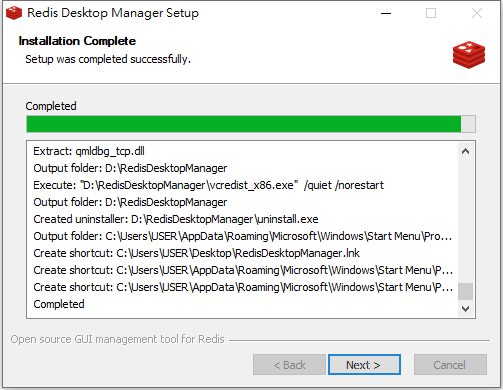 Redis Desktop Manager Setup
Installation Complete
Setup was completed successfully.
Completed
Extract: qmldbg_tcp.dll
Output folder: D:\RedisDesktopManager
Execute: "D:\RedisDesktopManager\vcredist_x86.exe"  /quiet /norestart
Output folder: D:\RedisDesktopManager
Created uninstaller: D:\RedisDesktopManager\uninstall.exe
Output folder: C:\Users\USER\AppData\Roaming\Microsoft\Windows\Start Menu\Pro...
Create shortcut: C:\Users\USER\Desktop\RedisDesktopManager.lnk
Create shortcut: C:\Users\USER\AppData\Roaming\Microsoft\Windows\Start Menu\P...
Create shortcut: C:\Users\USER\AppData\Roaming\Microsoft\Windows\Start Menu\P...
Completed
Open source GUI management tool for Redis
< Back
Next >
Cancel